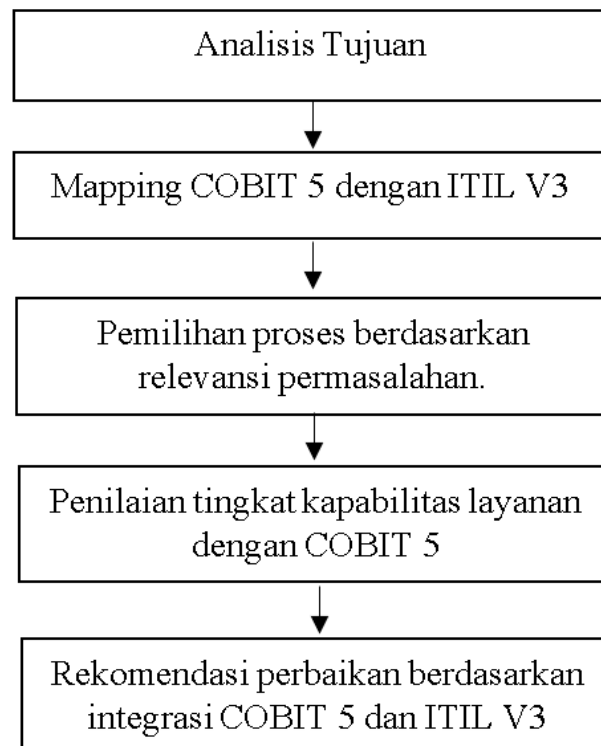 Analisis Tujuan
Mapping COBIT 5 dengan ITIL V3
Pemilihan proses berdasarkan
relevansi permasalahan.
Penilaian tingkat kapabilitas layanan
dengan COBIT 5
Rekomendasi perbaikan berdasarkan
integrasi COBIT 5 dan ITIL V3